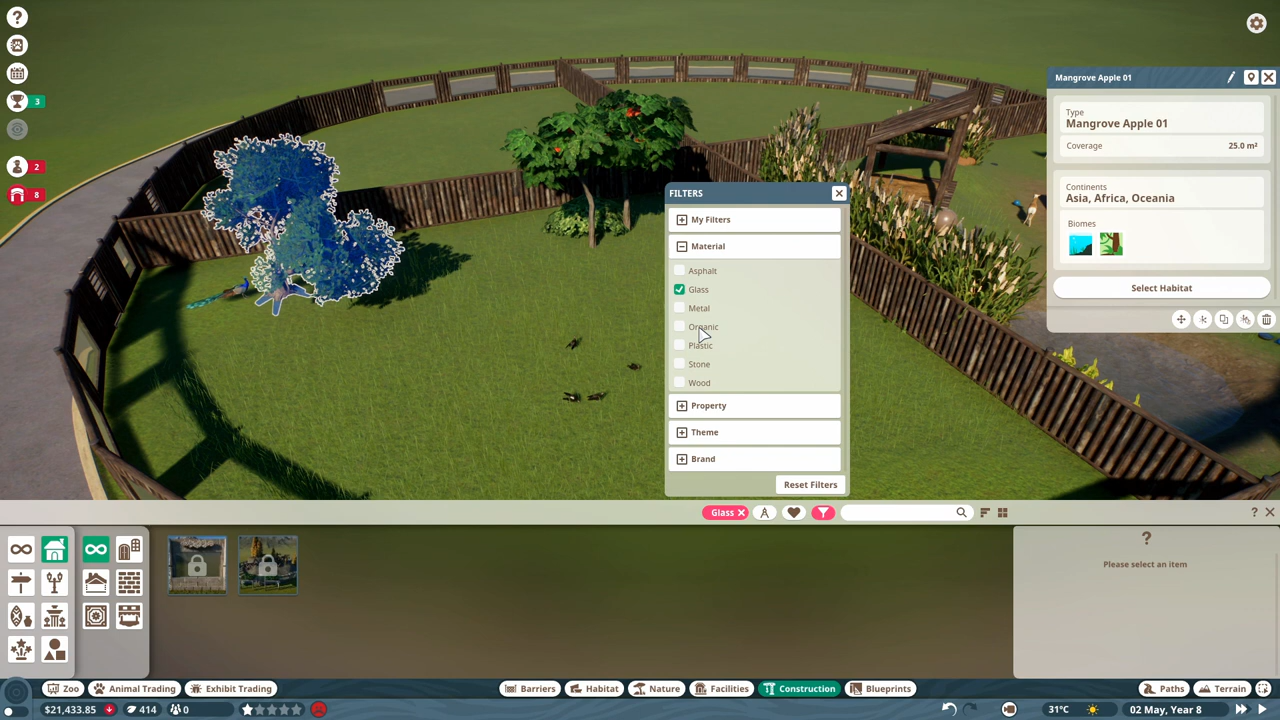 ?
3
2
8
Mangrove Apple 01
Type
Mangrove Apple 01
Coverage 25.0 m²
Continents
Asia, Africa, Oceania
Biomes
Select Habitat
FILTERS
My Filters
Material
Asphalt
Glass
Metal
Organic
Plastic
Stone
Wood
Property
Theme
Brand
Reset Filters
Glass
?
?
Please select an item
Zoo
Animal Trading
Exhibit Trading
Barriers
Habitat
Nature
Facilities
Construction
Blueprints
Paths
Terrain
$21,433.85
414
0
31°C
02 May, Year 8